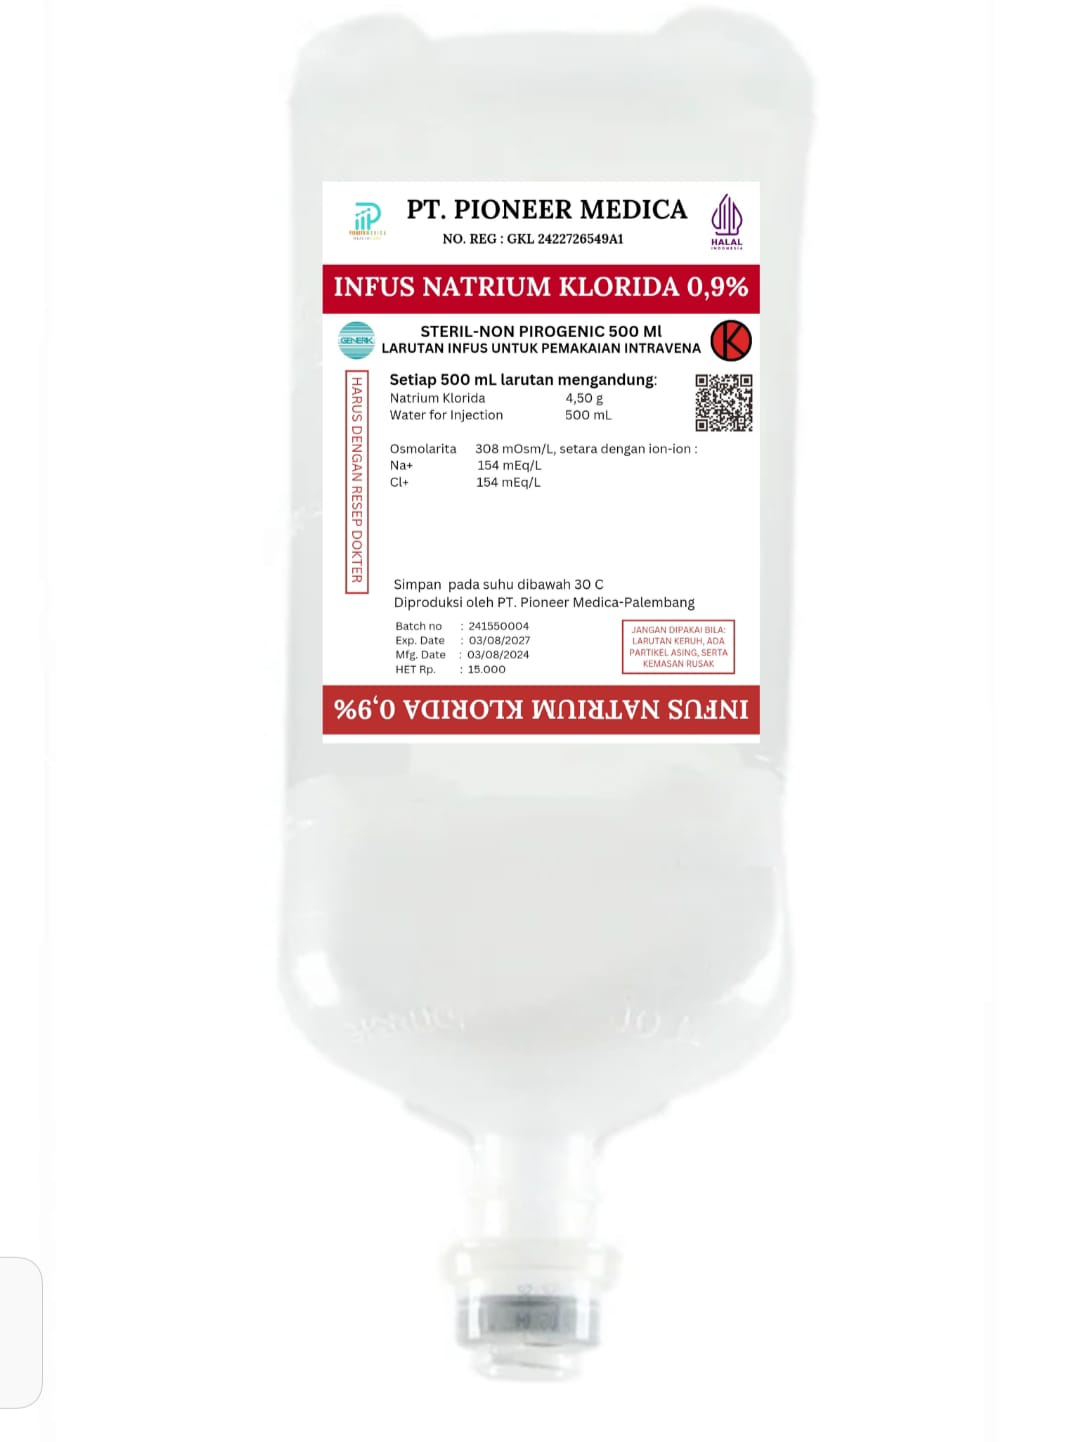 PT. PIONEER MEDICA
NO. REG : GKL 2422726549A1
HALAL
INDONESIA
INFUS NATRIUM KLORIDA 0,9%
GENERIK
STERIL-NON PIROGENIC 500 Ml
LARUTAN INFUS UNTUK PEMAKAIAN INTRAVENA
K
HARUS DENGAN RESEP DOKTER
Setiap 500 mL larutan mengandung:
Natrium Klorida 4,50 g
Water for Injection 500 mL
Osmolarita 308 mOsm/L, setara dengan ion-ion :
Na+ 154 mEq/L
Cl+ 154 mEq/L
Simpan pada suhu dibawah 30 C
Diproduksi oleh PT. Pioneer Medica-Palembang
Batch no : 241550004
Exp. Date : 03/08/2027
Mfg. Date : 03/08/2024
HET Rp. : 15.000
JANGAN DIPAKAI BILA:
LARUTAN KERUH, ADA
PARTIKEL ASING, SERTA
KEMASAN RUSAK
INFUS NATRIUM KLORIDA 0,9%